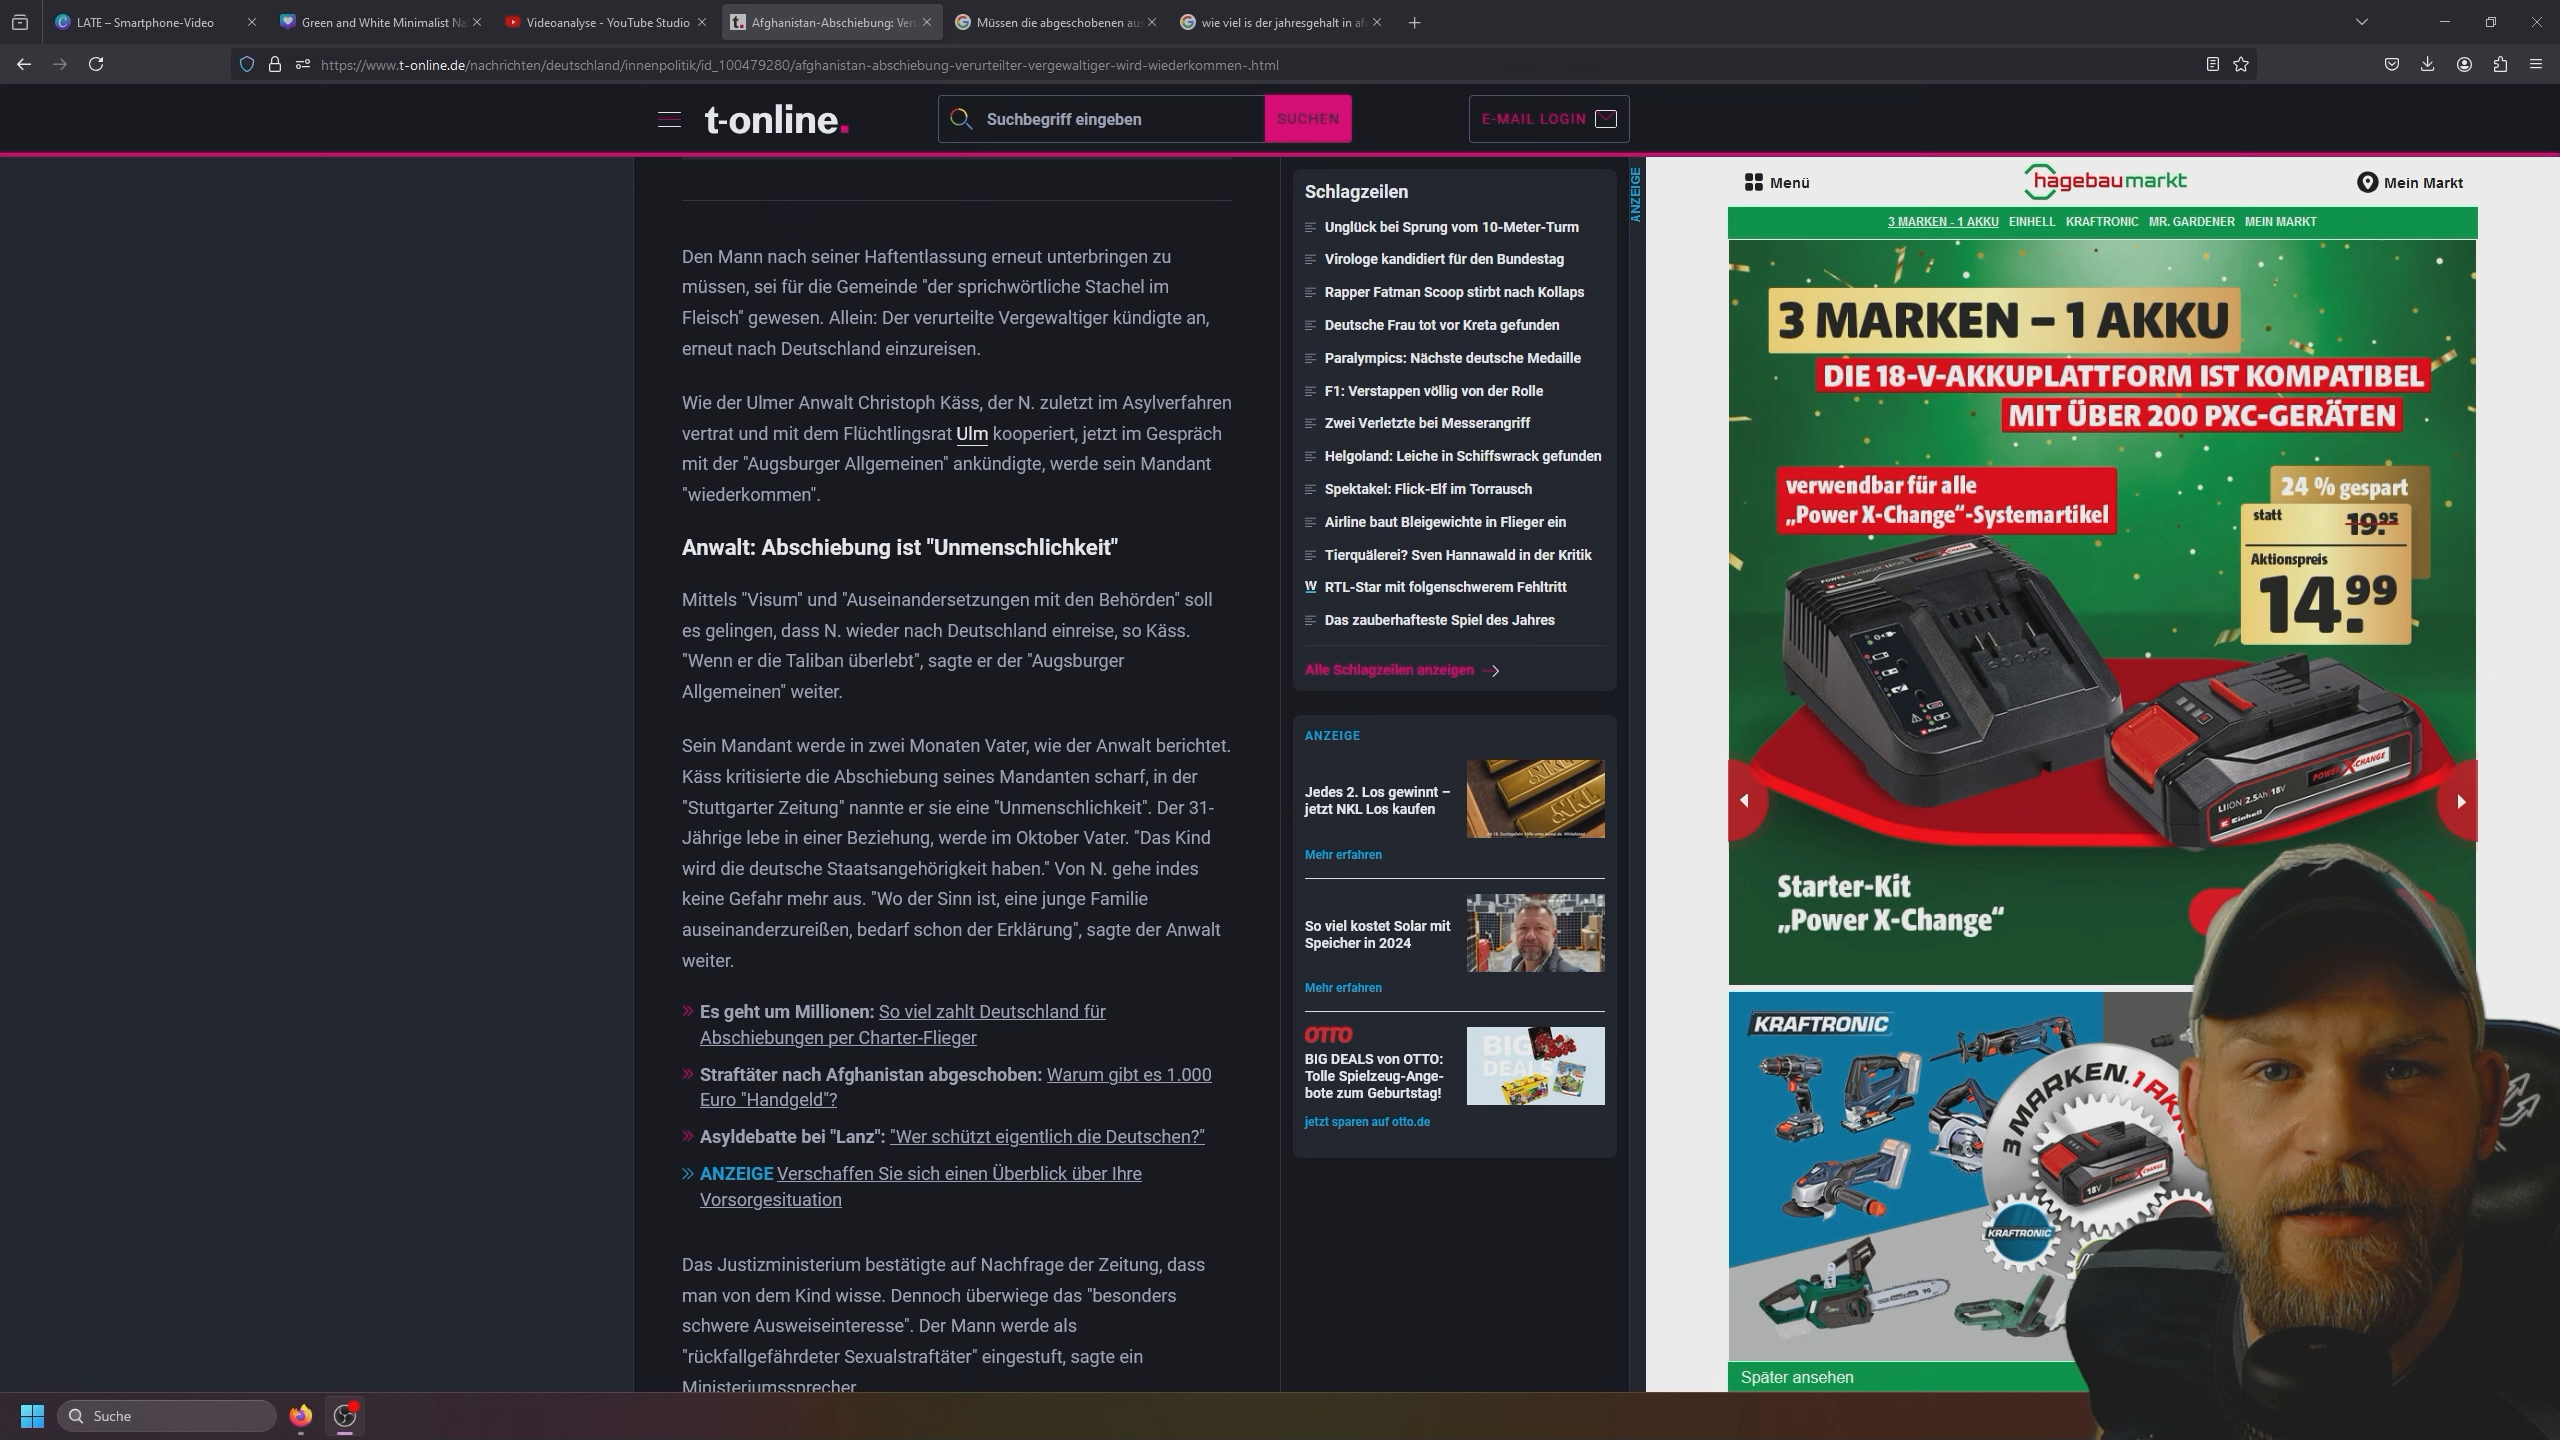 LATE – Smartphone-Video
Green and White Minimalist Na
Videoanalyse - YouTube Studio
Afghanistan-Abschiebung: Veru
Müssen die abgeschobenen aus
wie viel is der jahresgehalt in af
https://www.t-online.de/nachrichten/deutschland/innenpolitik/id_100479280/afghanistan-abschiebung-verurteilter-vergewaltiger-wird-wiederkommen-.html
t-online.
Suchbegriff eingeben
SUCHEN
E-MAIL LOGIN
Den Mann nach seiner Haftentlassung erneut unterbringen zu
müssen, sei für die Gemeinde "der sprichwörtliche Stachel im
Fleisch" gewesen. Allein: Der verurteilte Vergewaltiger kündigte an,
erneut nach Deutschland einzureisen.
Wie der Ulmer Anwalt Christoph Käss, der N. zuletzt im Asylverfahren
vertrat und mit dem Flüchtlingsrat Ulm kooperiert, jetzt im Gespräch
mit der "Augsburger Allgemeinen" ankündigte, werde sein Mandant
"wiederkommen".
Anwalt: Abschiebung ist "Unmenschlichkeit"
Mittels "Visum" und "Auseinandersetzungen mit den Behörden" soll
es gelingen, dass N. wieder nach Deutschland einreise, so Käss.
"Wenn er die Taliban überlebt", sagte er der "Augsburger
Allgemeinen" weiter.
Sein Mandant werde in zwei Monaten Vater, wie der Anwalt berichtet.
Käss kritisierte die Abschiebung seines Mandanten scharf, in der
"Stuttgarter Zeitung" nannte er sie eine "Unmenschlichkeit". Der 31-
Jährige lebe in einer Beziehung, werde im Oktober Vater. "Das Kind
wird die deutsche Staatsangehörigkeit haben." Von N. gehe indes
keine Gefahr mehr aus. "Wo der Sinn ist, eine junge Familie
auseinanderzureißen, bedarf schon der Erklärung", sagte der Anwalt
weiter.
Es geht um Millionen: So viel zahlt Deutschland für
Abschiebungen per Charter-Flieger
Straftäter nach Afghanistan abgeschoben: Warum gibt es 1.000
Euro "Handgeld"?
Asyldebatte bei "Lanz": "Wer schützt eigentlich die Deutschen?"
ANZEIGE Verschaffen Sie sich einen Überblick über Ihre
Vorsorgesituation
Das Justizministerium bestätigte auf Nachfrage der Zeitung, dass
man von dem Kind wisse. Dennoch überwiege das "besonders
schwere Ausweiseinteresse". Der Mann werde als
"rückfallgefährdeter Sexualstraftäter" eingestuft, sagte ein
Ministeriumssprecher
Schlagzeilen
Unglück bei Sprung vom 10-Meter-Turm
Virologe kandidiert für den Bundestag
Rapper Fatman Scoop stirbt nach Kollaps
Deutsche Frau tot vor Kreta gefunden
Paralympics: Nächste deutsche Medaille
F1: Verstappen völlig von der Rolle
Zwei Verletzte bei Messerangriff
Helgoland: Leiche in Schiffswrack gefunden
Spektakel: Flick-Elf im Torrausch
Airline baut Bleigewichte in Flieger ein
Tierquälerei? Sven Hannawald in der Kritik
W RTL-Star mit folgenschwerem Fehltritt
Das zauberhafteste Spiel des Jahres
Alle Schlagzeilen anzeigen
ANZEIGE
Jedes 2. Los gewinnt –
jetzt NKL Los kaufen
NKL
NKL
Mehr erfahren
So viel kostet Solar mit
Speicher in 2024
Mehr erfahren
OTTO
BIG DEALS von OTTO:
Tolle Spielzeug-Ange-
bote zum Geburtstag!
BIG
DEALS
jetzt sparen auf otto.de
ANZEIGE
Menü
hagebaumarkt
Mein Markt
3 MARKEN - 1 AKKU EINHELL KRAFTRONIC MR. GARDENER MEIN MARKT
3 MARKEN – 1 AKKU
DIE 18-V-AKKUPLATTFORM IST KOMPATIBEL
MIT ÜBER 200 PXC-GERÄTEN
verwendbar für alle
„Power X-Change“-Systemartikel
24 % gespart
statt 19.95
Aktionspreis
14.99
POWER X-CHANGE
LI ION 2.5Ah 18V
Einhell
Starter-Kit
„Power X-Change“
KRAFTRONIC
3 MARKEN. 1 AK
18V
KRAFTRONIC
Später ansehen
Suche